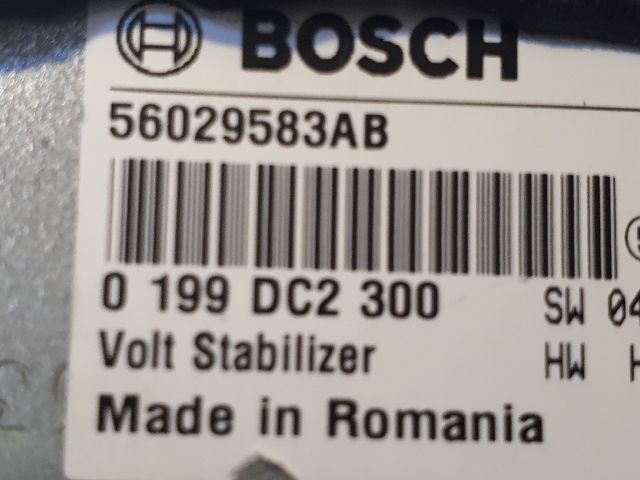 BOSCH
56029583AB
0 199 DC2 300 SW 04
Volt Stabilizer HW
Made in Romania